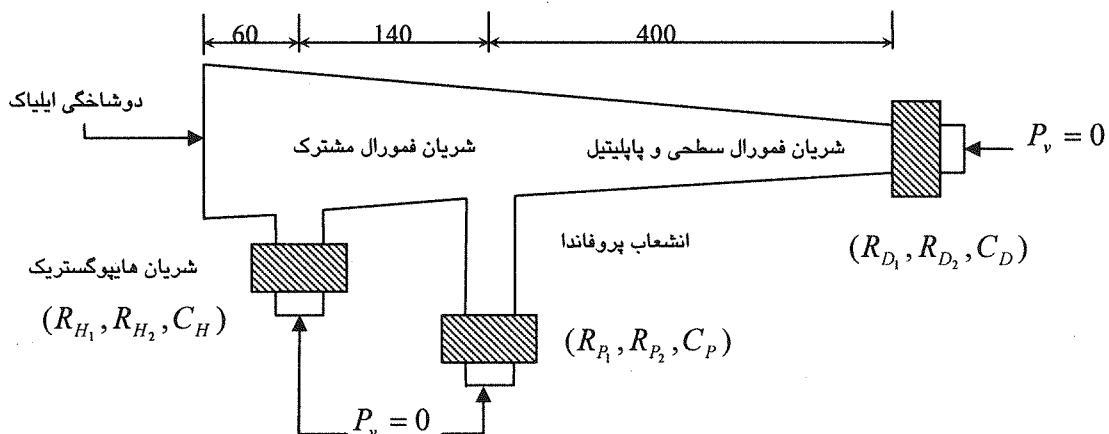 60 140 400
دوشاخگی ایلیاک
شریان فمورال مشترک
شریان فمورال سطحی و پاپلیتیل
P_v = 0
انشعاب پروفاندا
شریان هایپوگستریک
(R_{H_1}, R_{H_2}, C_H)
(R_{P_1}, R_{P_2}, C_P)
(R_{D_1}, R_{D_2}, C_D)
P_v = 0